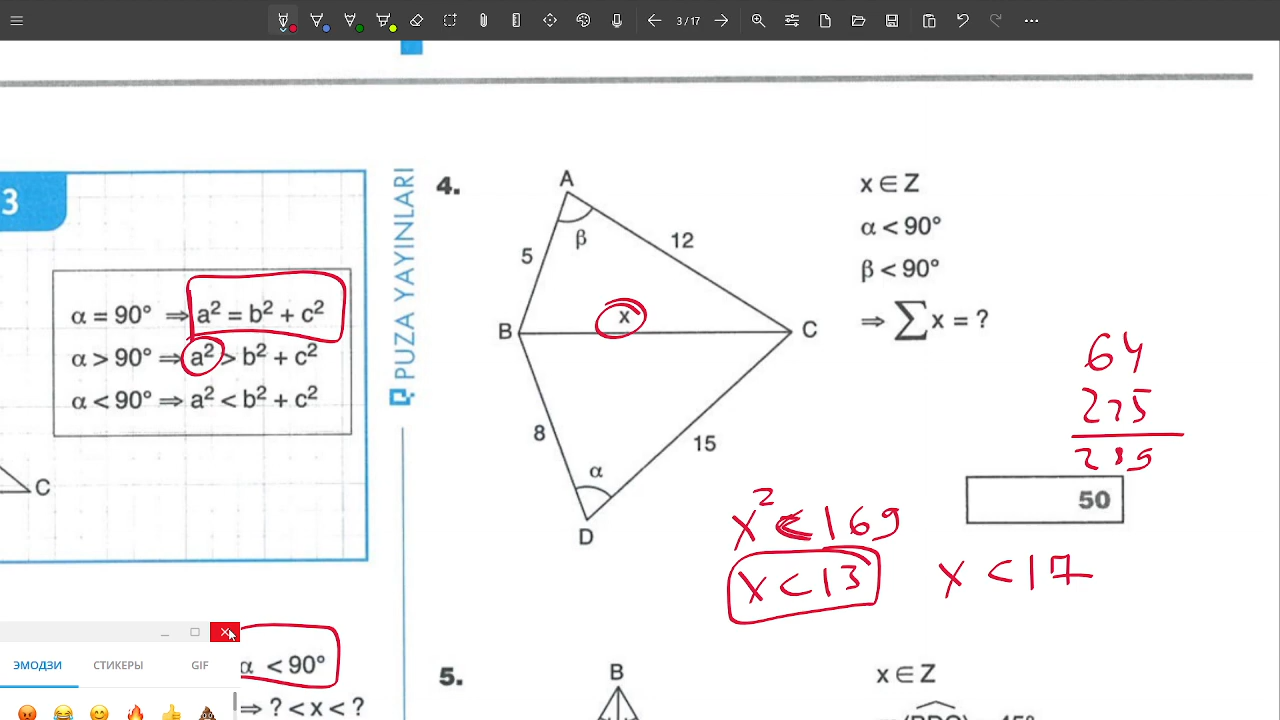 3/17
3
α = 90° ⇒ a² = b² + c²
α > 90° ⇒ a² > b² + c²
α < 90° ⇒ a² < b² + c²
C
α < 90°
⇒ ? < x < ?
ЭМОДЗИ СТИКЕРЫ GIF
PUZA YAYINLARI
4.
A
β
5
12
B
x
C
8
15
α
D
x ∈ Z
α < 90°
β < 90°
⇒ ∑x = ?
64
225
289
50
x² < 169
x < 13
x < 17
5.
B
x ∈ Z